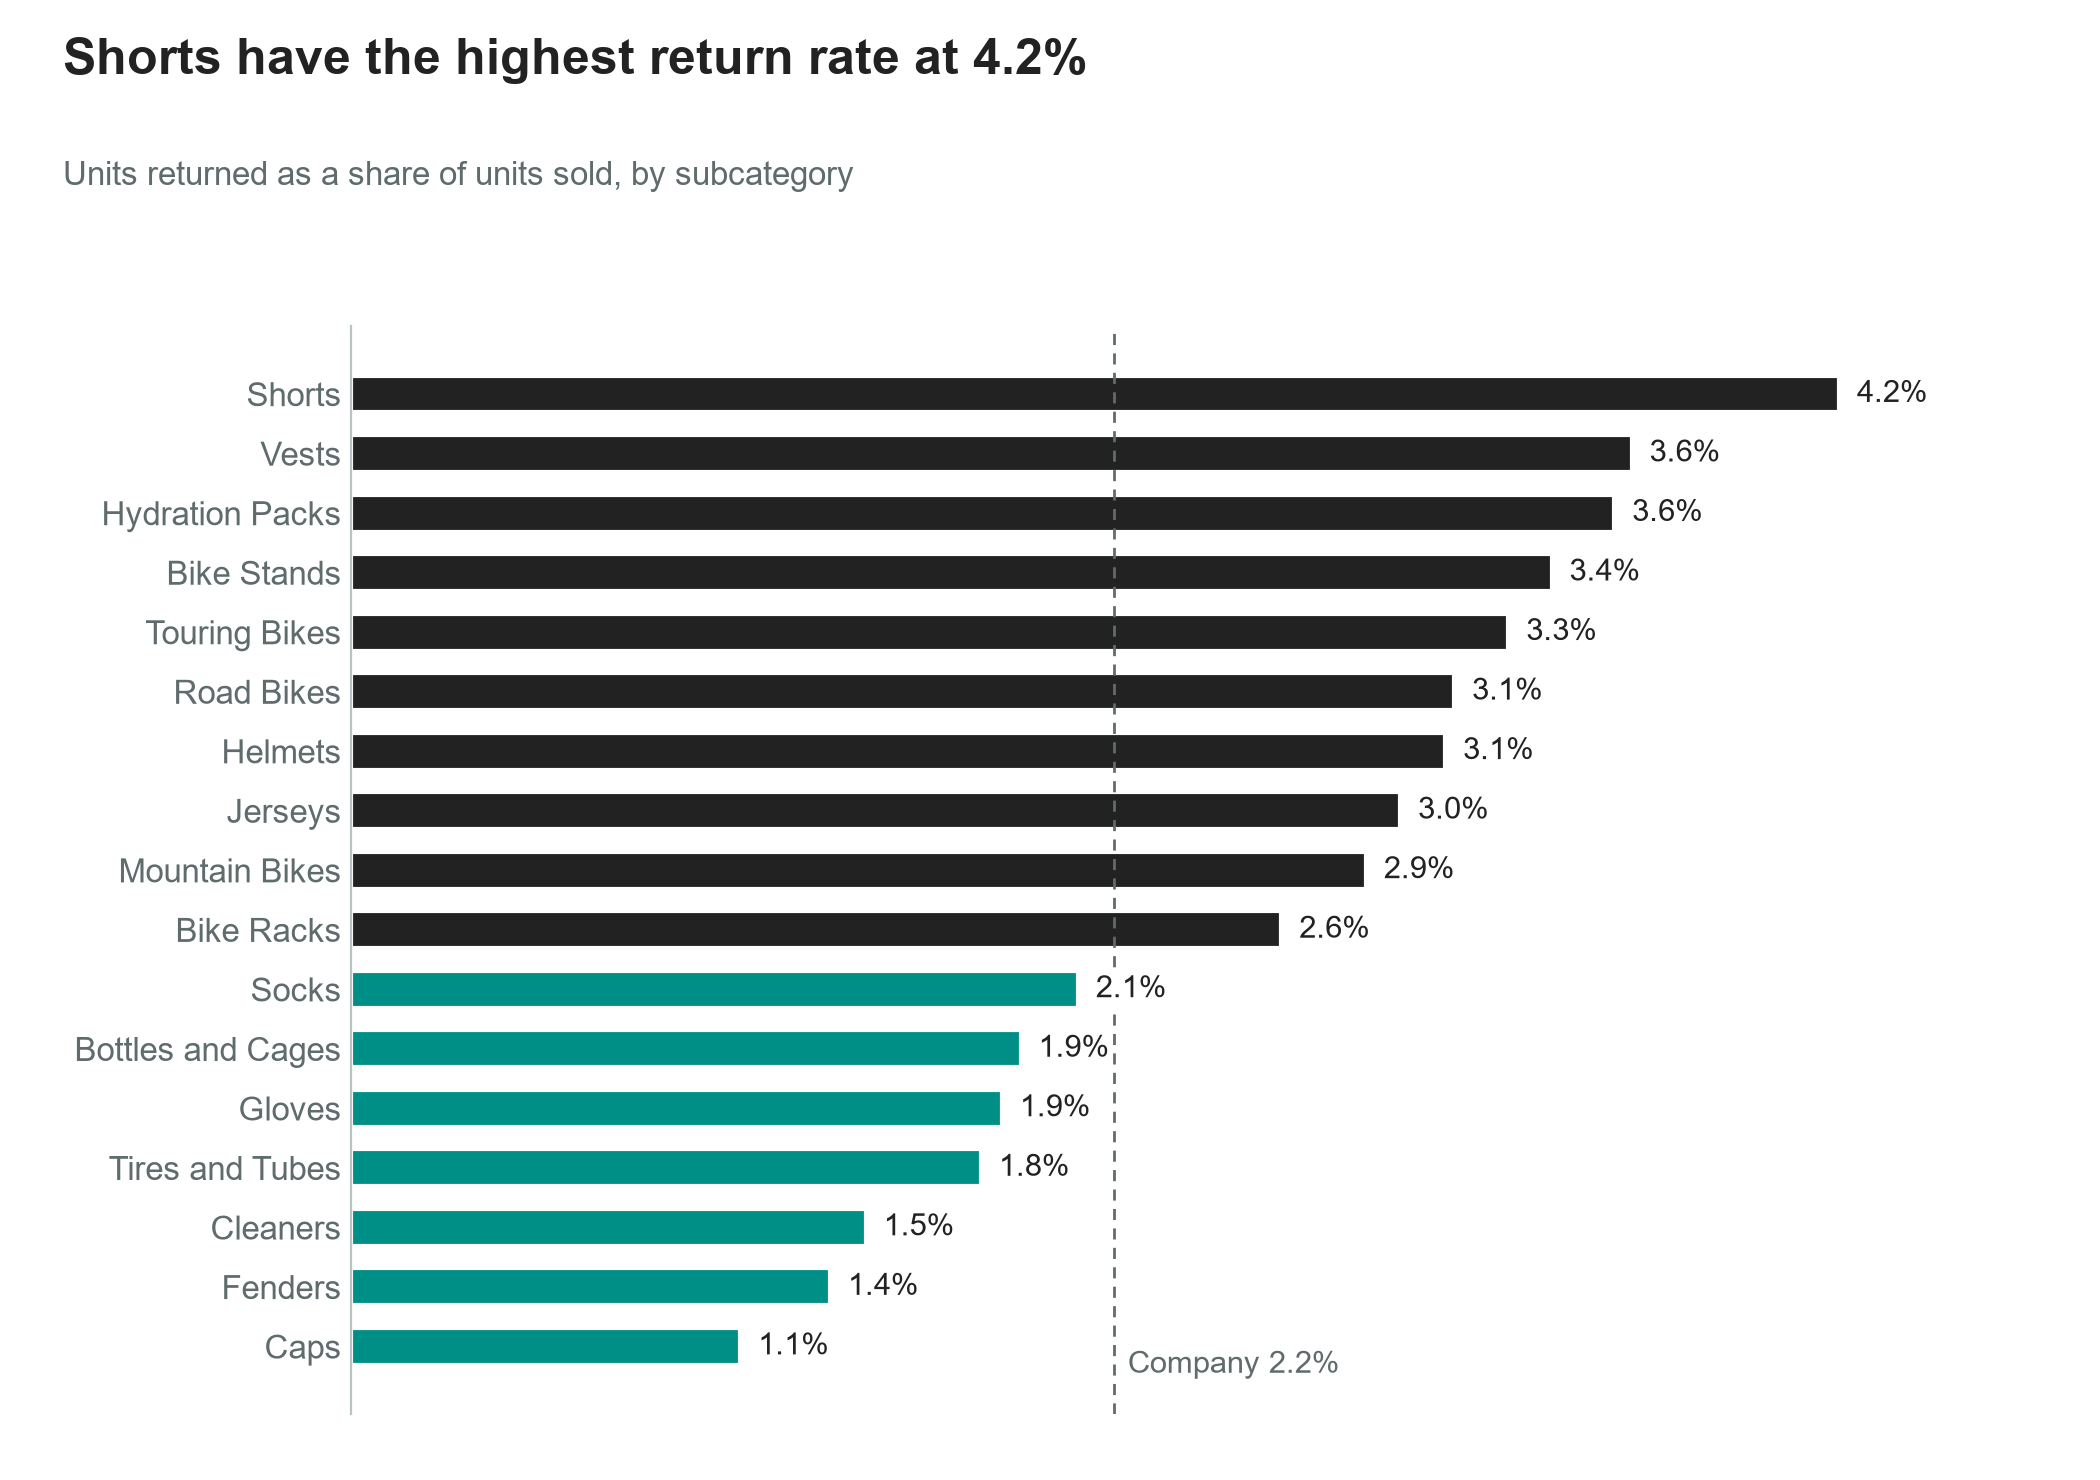 Shorts have the highest return rate at 4.2%
Units returned as a share of units sold, by subcategory
Shorts 4.2%
Vests 3.6%
Hydration Packs 3.6%
Bike Stands 3.4%
Touring Bikes 3.3%
Road Bikes 3.1%
Helmets 3.1%
Jerseys 3.0%
Mountain Bikes 2.9%
Bike Racks 2.6%
Socks 2.1%
Bottles and Cages 1.9%
Gloves 1.9%
Tires and Tubes 1.8%
Cleaners 1.5%
Fenders 1.4%
Caps 1.1%
Company 2.2%